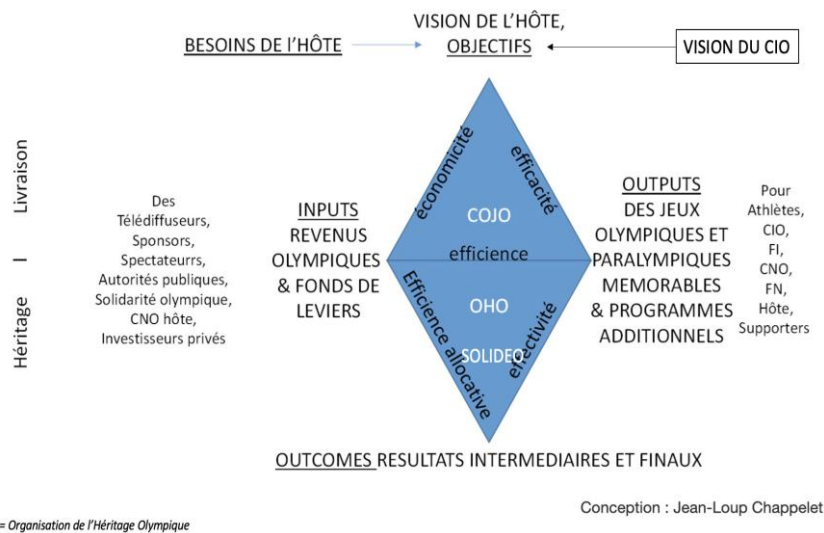 VISION DE L'HÔTE,
BESOINS DE l'HÔTE
OBJECTIFS
VISION DU CIO
Livraison
I
Héritage
Des
Télédiffuseurs,
Sponsors,
Spectateurrs,
Autorités publiques,
Solidarité olympique,
CNO hôte,
Investisseurs privés
INPUTS
REVENUS
OLYMPIQUES
& FONDS DE
LEVIERS
économicité
efficacité
COJO
efficience
OHO
SOLIDEO
Efficience allocative
effectivité
OUTPUTS
DES JEUX
OLYMPIQUES ET
PARALYMPIQUES
MEMORABLES
& PROGRAMMES
ADDITIONNELS
Pour
Athlètes,
CIO,
FI,
CNO,
FN,
Hôte,
Supporters
OUTCOMES RESULTATS INTERMEDIAIRES ET FINAUX
Conception : Jean-Loup Chappelet
= Organisation de l'Héritage Olympique